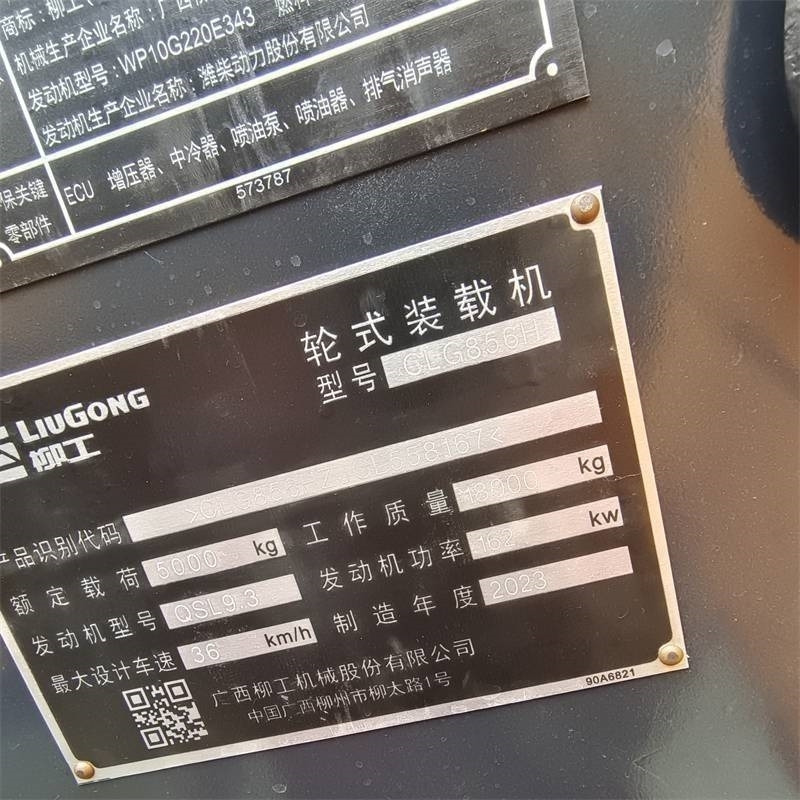 商标：柳工(
机械生产企业名称：广西柳
发动机型号：WP10G220E343 燃料
发动机生产企业名称：潍柴动力股份有限公司
保关键
零部件
ECU 增压器、中冷器、喷油泵、喷油器、排气消声器
573787
轮式装载机
型号 CLG856H
LIUGONG
柳工
产品识别代码
额定载荷 5000 kg 工作质量 kg
发动机型号 QSL9.3 发动机功率 162 kw
最大设计车速 36 km/h 制造年度 2023
广西柳工机械股份有限公司
中国广西柳州市柳太路1号
90A6821